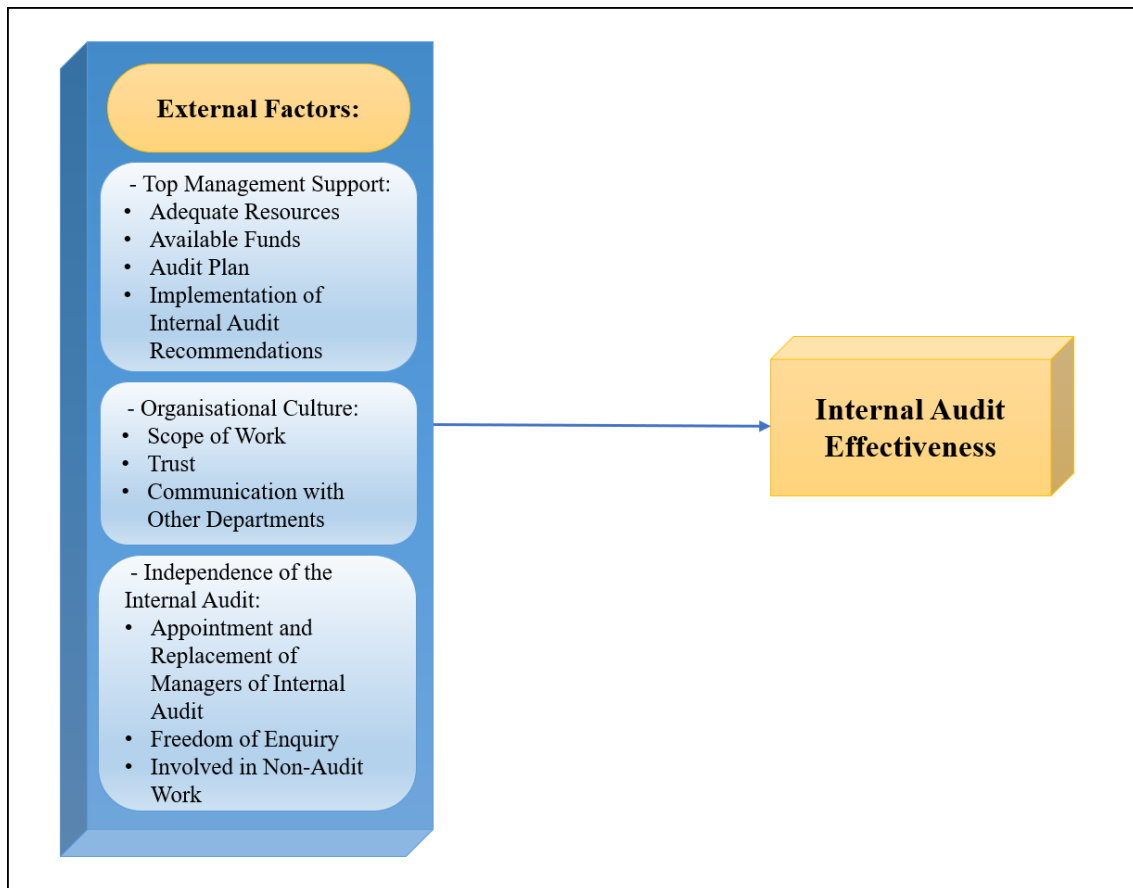 External Factors:
- Top Management Support:
• Adequate Resources
• Available Funds
• Audit Plan
• Implementation of
Internal Audit
Recommendations
- Organisational Culture:
• Scope of Work
• Trust
• Communication with
Other Departments
- Independence of the
Internal Audit:
• Appointment and
Replacement of
Managers of Internal
Audit
• Freedom of Enquiry
• Involved in Non-Audit
Work
Internal Audit
Effectiveness